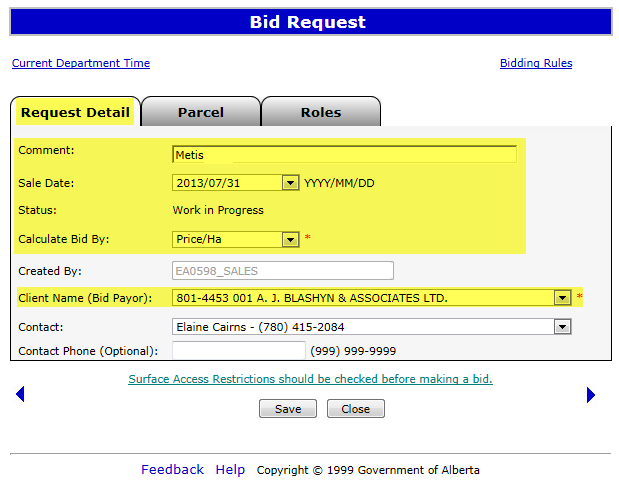 Bid Request
Current Department Time Bidding Rules
Request Detail Parcel Roles
Comment: Metis
Sale Date: 2013/07/31 YYYY/MM/DD
Status: Work in Progress
Calculate Bid By: Price/Ha *
Created By: EA0598_SALES
Client Name (Bid Payor): 801-4453 001 A. J. BLASHYN & ASSOCIATES LTD. *
Contact: Elaine Cairns - (780) 415-2084
Contact Phone (Optional): (999) 999-9999
Surface Access Restrictions should be checked before making a bid.
Save Close
Feedback Help Copyright © 1999 Government of Alberta